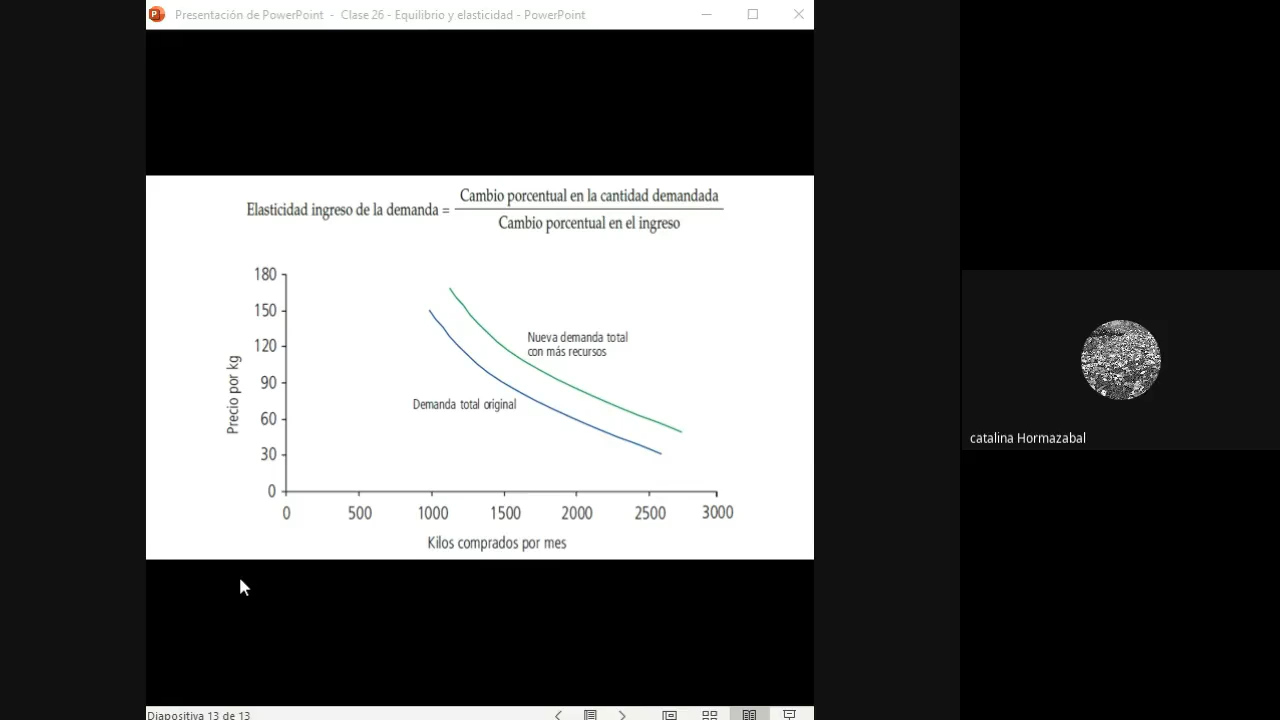 Presentación de PowerPoint - Clase 26 - Equilibrio y elasticidad - PowerPoint
Elasticidad ingreso de la demanda = Cambio porcentual en la cantidad demandada
Cambio porcentual en el ingreso
180
150
120
90
60
30
0
Precio por kg
Nueva demanda total
con más recursos
Demanda total original
0 500 1000 1500 2000 2500 3000
Kilos comprados por mes
catalina Hormazabal
Diapositiva 13 de 13